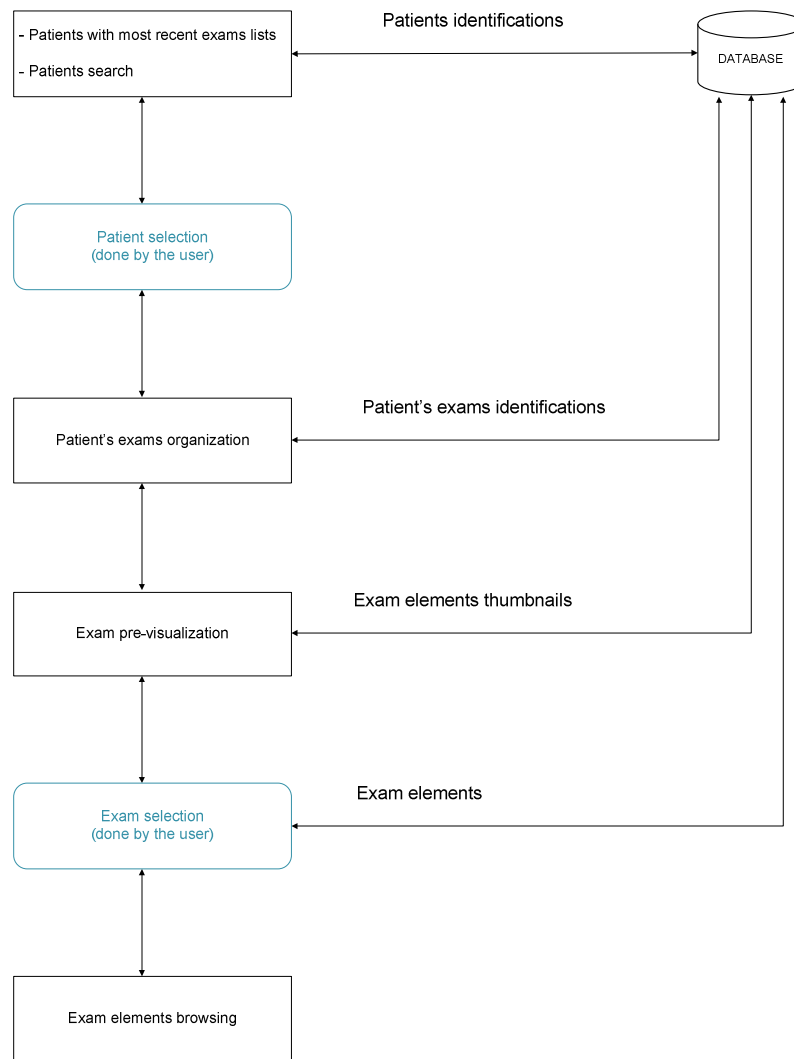 Patients identifications
- Patients with most recent exams lists
- Patients search
DATABASE
Patient selection
(done by the user)
Patient's exams identifications
Patient's exams organization
Exam elements thumbnails
Exam pre-visualization
Exam elements
Exam selection
(done by the user)
Exam elements browsing